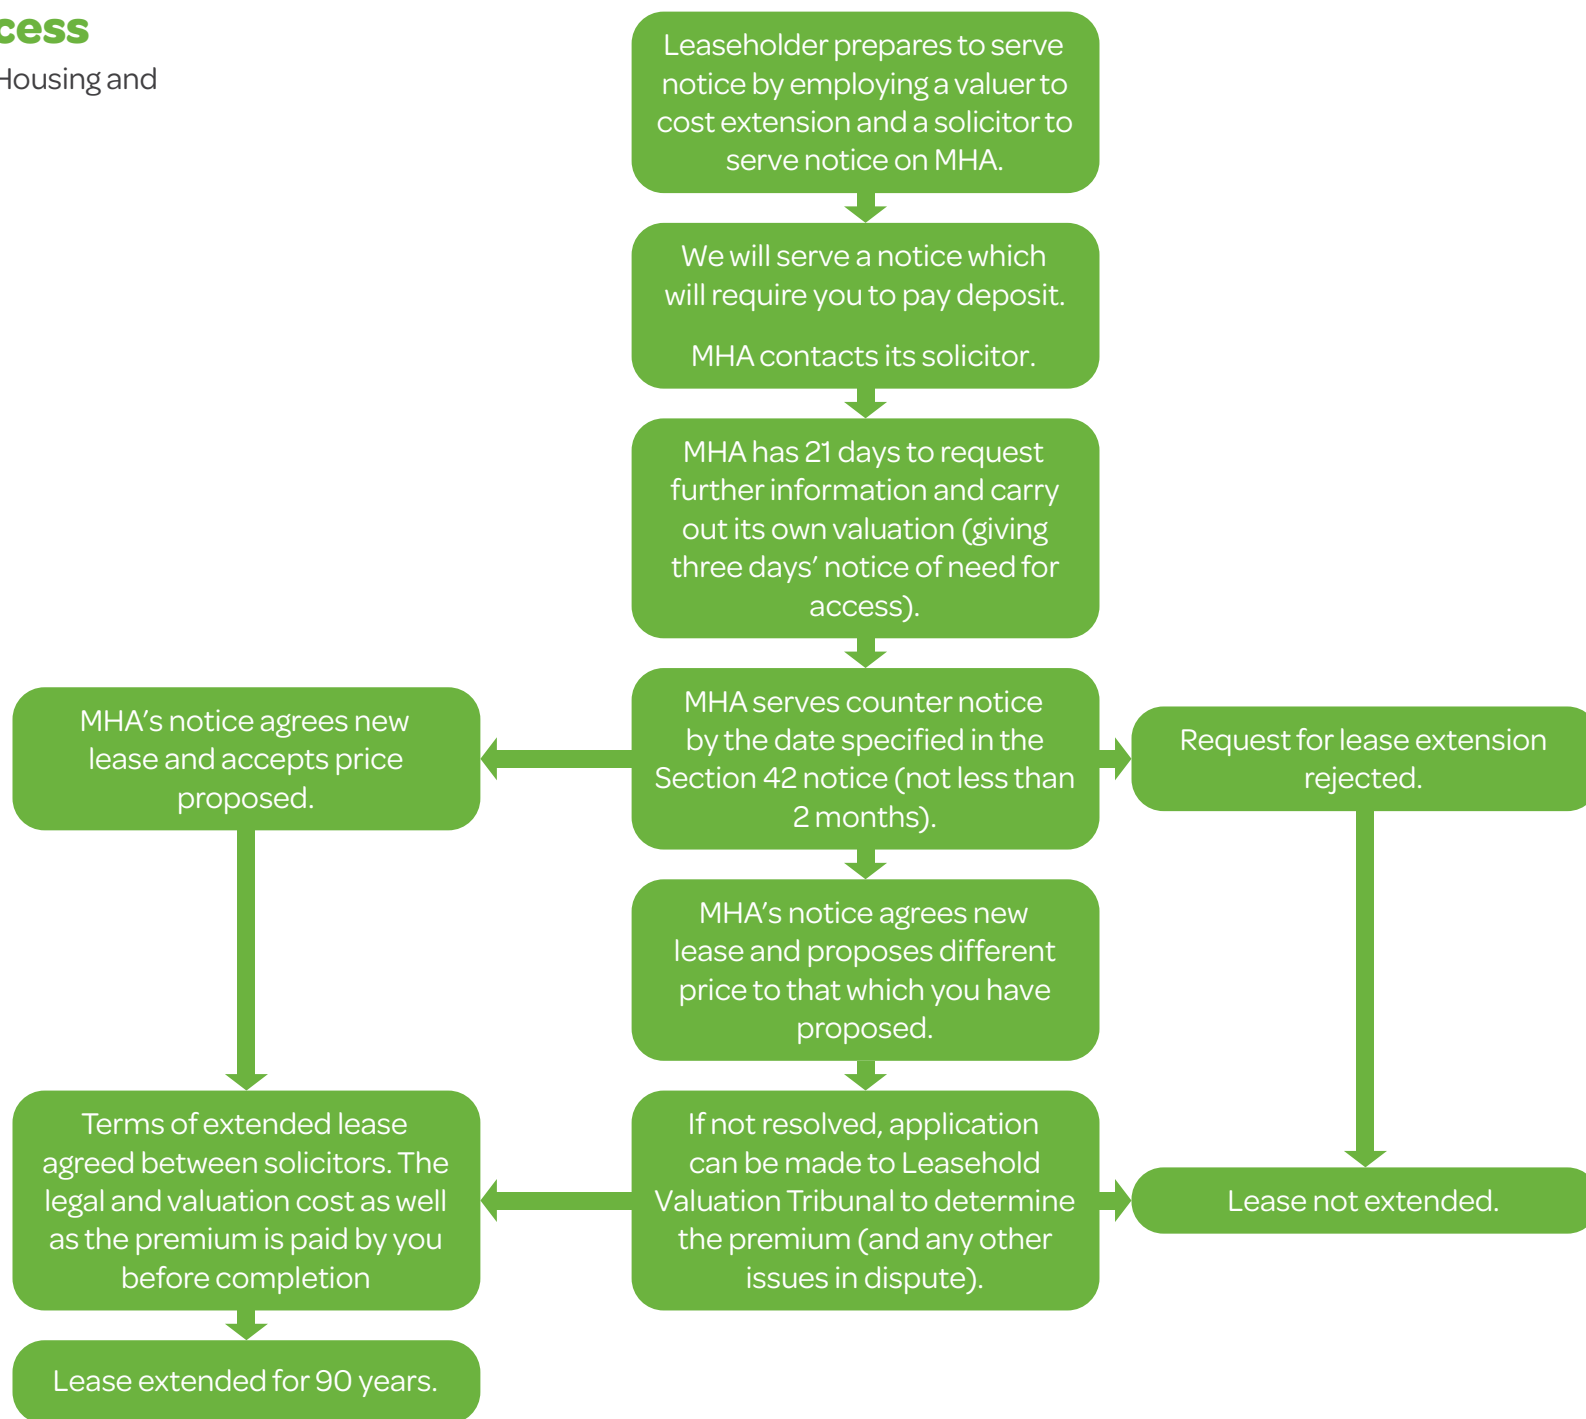 cess
Housing and
Leaseholder prepares to serve
notice by employing a valuer to
cost extension and a solicitor to
serve notice on MHA.
We will serve a notice which
will require you to pay deposit.
MHA contacts its solicitor.
MHA has 21 days to request
further information and carry
out its own valuation (giving
three days’ notice of need for
access).
MHA serves counter notice
by the date specified in the
Section 42 notice (not less than
2 months).
MHA’s notice agrees new
lease and accepts price
proposed.
Request for lease extension
rejected.
MHA’s notice agrees new
lease and proposes different
price to that which you have
proposed.
Terms of extended lease
agreed between solicitors. The
legal and valuation cost as well
as the premium is paid by you
before completion
If not resolved, application
can be made to Leasehold
Valuation Tribunal to determine
the premium (and any other
issues in dispute).
Lease not extended.
Lease extended for 90 years.